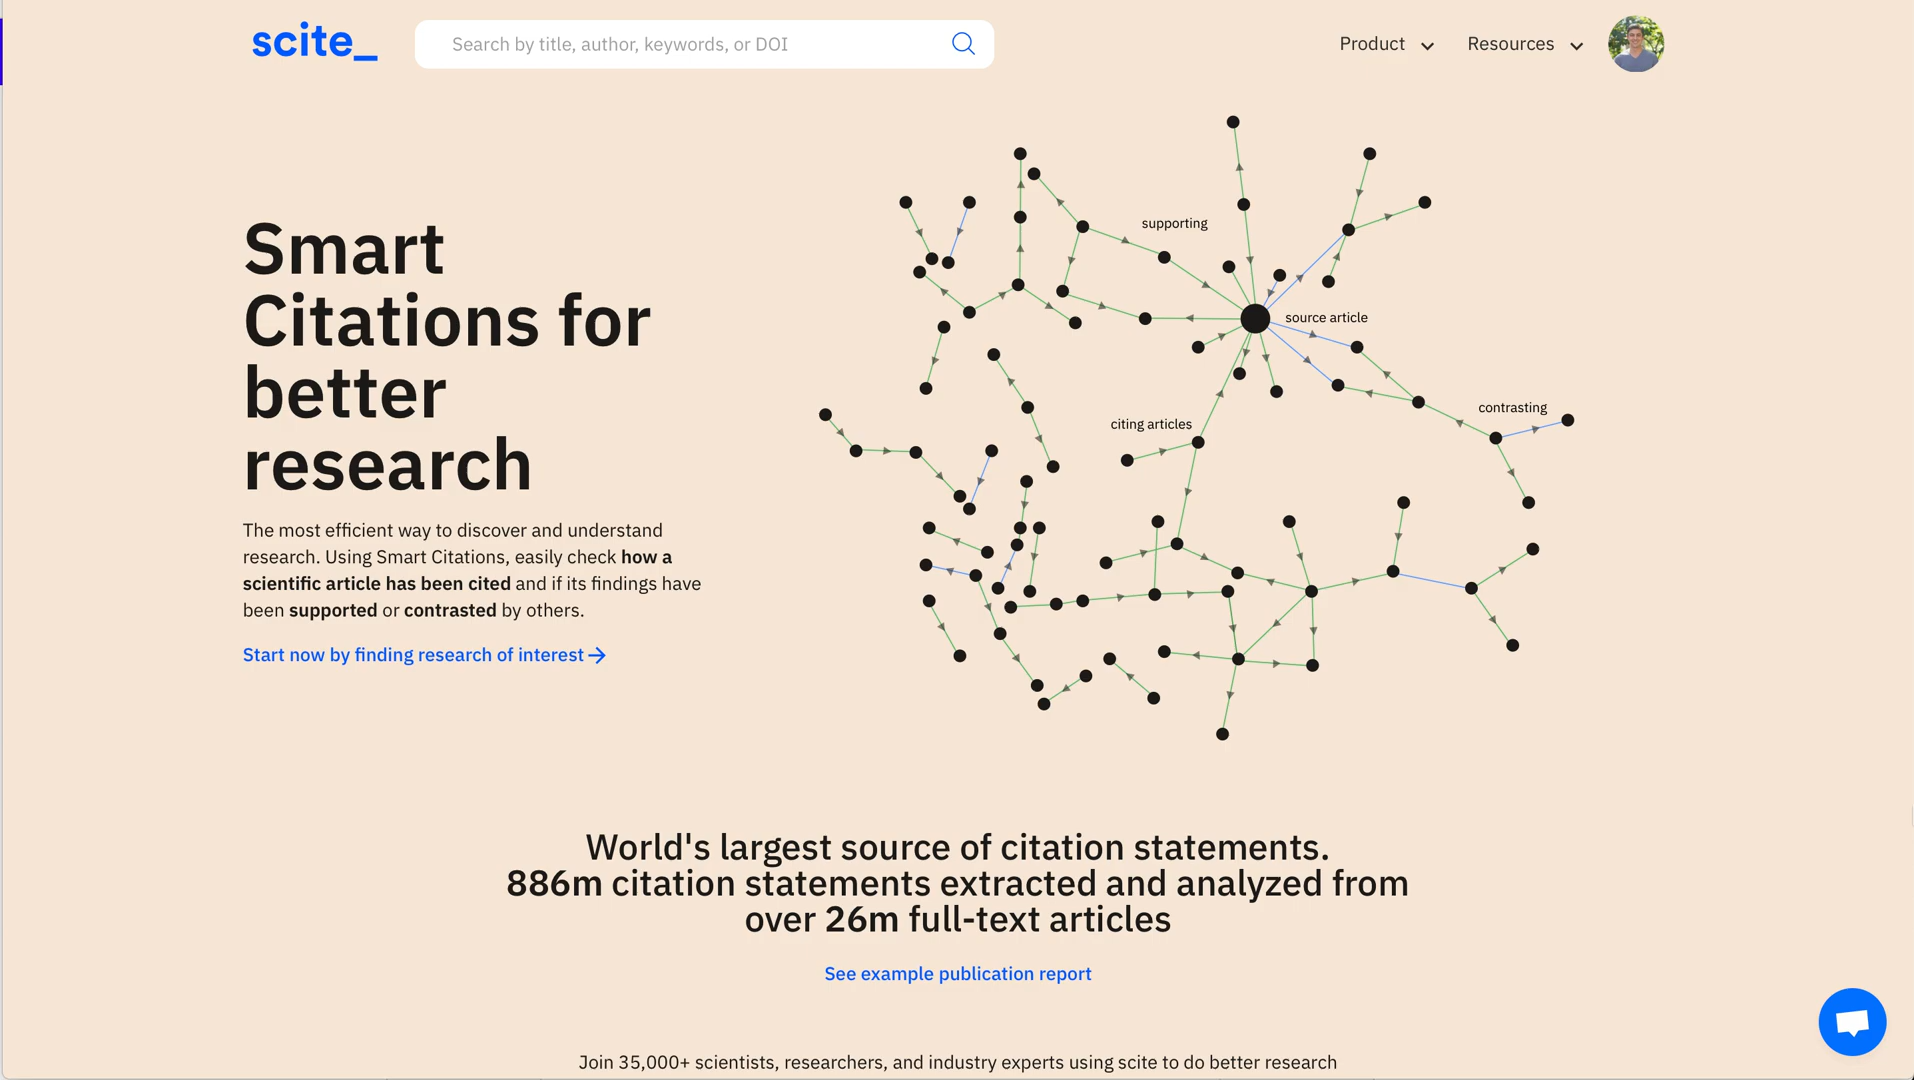 scite_
Search by title, author, keywords, or DOI
Product
Resources
Smart
Citations for
better
research
The most efficient way to discover and understand
research. Using Smart Citations, easily check how a
scientific article has been cited and if its findings have
been supported or contrasted by others.
Start now by finding research of interest
supporting
source article
contrasting
citing articles
World's largest source of citation statements.
886m citation statements extracted and analyzed from
over 26m full-text articles
See example publication report
Join 35,000+ scientists, researchers, and industry experts using scite to do better research